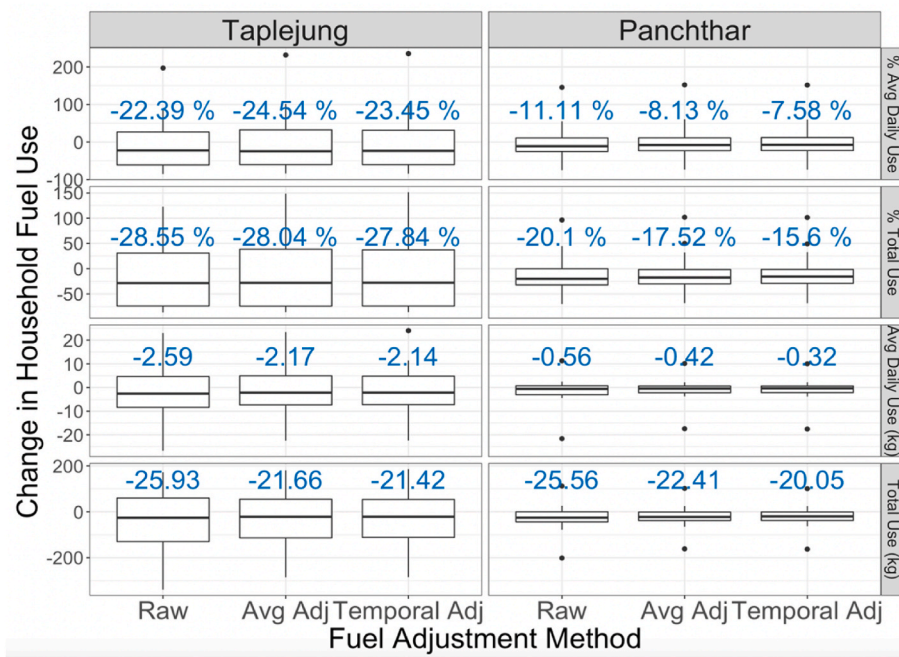 Taplejung Panchthar
Change in Household Fuel Use
200
100
0
-100
-22.39 % -24.54 % -23.45 % -11.11 % -8.13 % -7.58 %
% Avg Daily Use
150
100
50
0
-50
-28.55 % -28.04 % -27.84 % -20.1 % -17.52 % -15.6 %
% Total Use
20
10
0
-10
-20
-2.59 -2.17 -2.14 -0.56 -0.42 -0.32
Avg Daily Use (kg)
200
0
-200
-25.93 -21.66 -21.42 -25.56 -22.41 -20.05
Total Use (kg)
Raw Avg Adj Temporal Adj Raw Avg Adj Temporal Adj
Fuel Adjustment Method